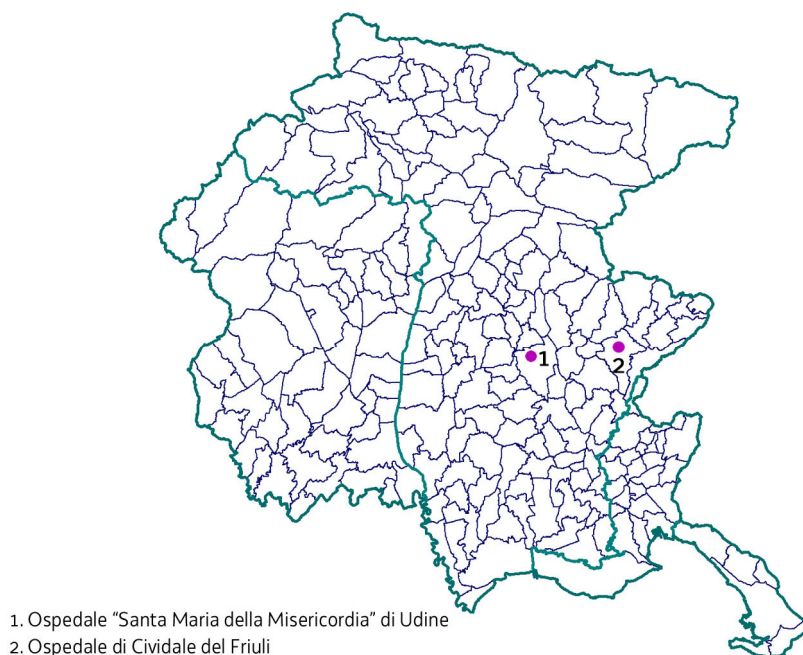 1
2
1. Ospedale “Santa Maria della Misericordia” di Udine
2. Ospedale di Cividale del Friuli